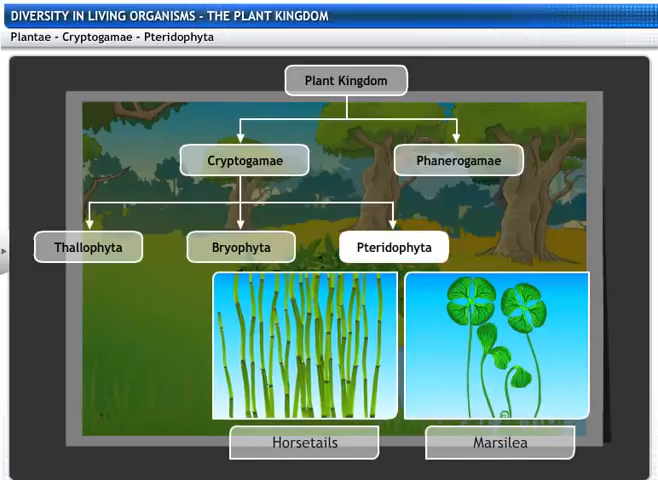 DIVERSITY IN LIVING ORGANISMS - THE PLANT KINGDOM
Plantae - Cryptogamae - Pteridophyta
Plant Kingdom
Cryptogamae
Phanerogamae
Thallophyta
Bryophyta
Pteridophyta
Horsetails
Marsilea